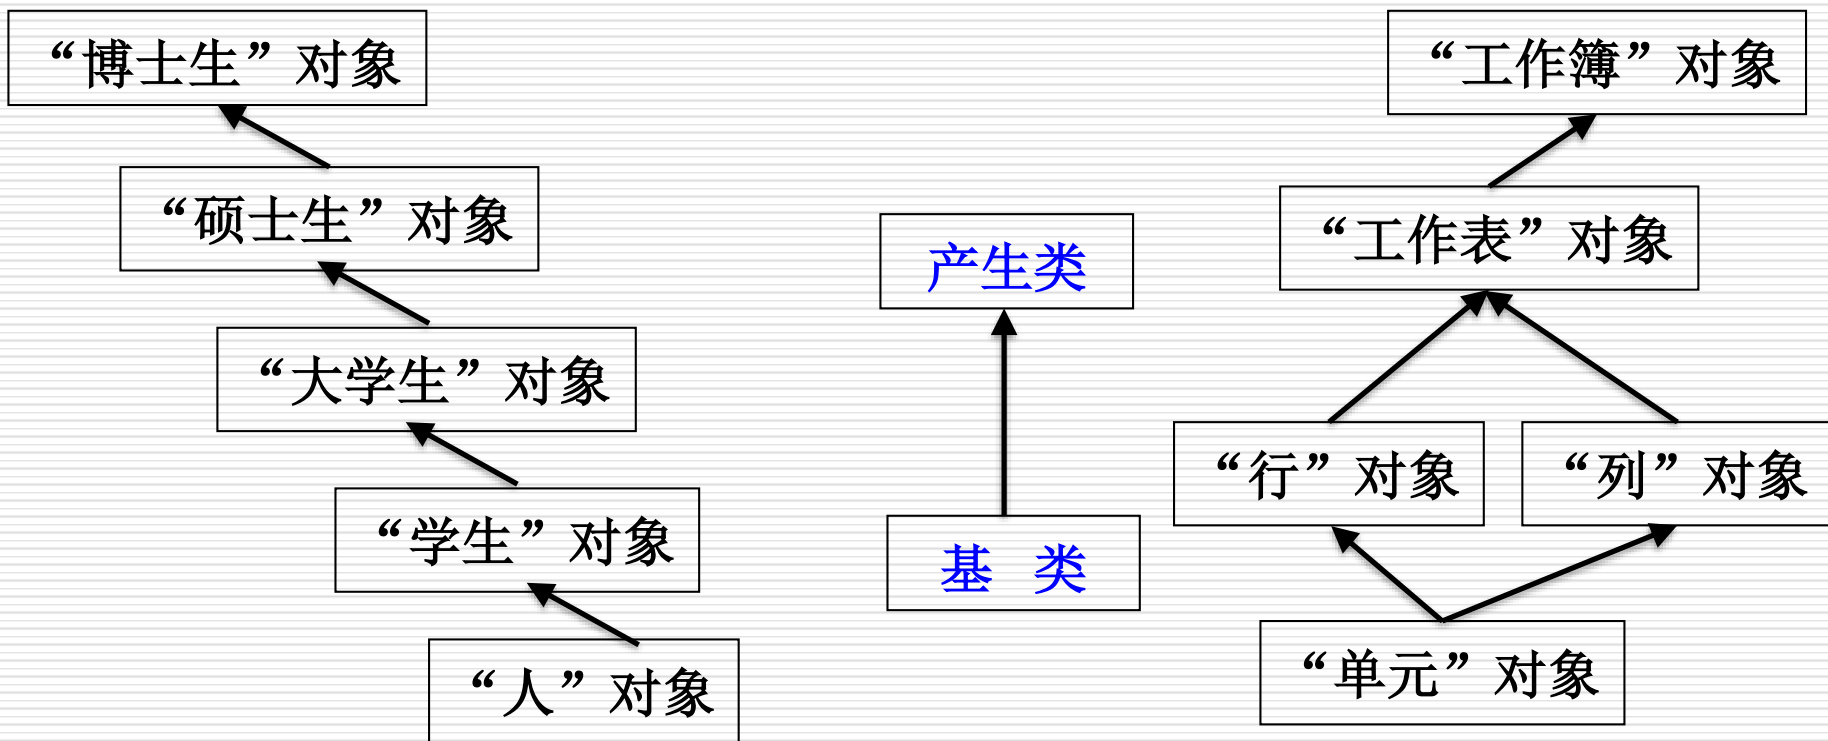 “博士生”对象
“硕士生”对象
“大学生”对象
“学生”对象
“人”对象
产生类
基 类
“工作簿”对象
“工作表”对象
“行”对象
“列”对象
“单元”对象